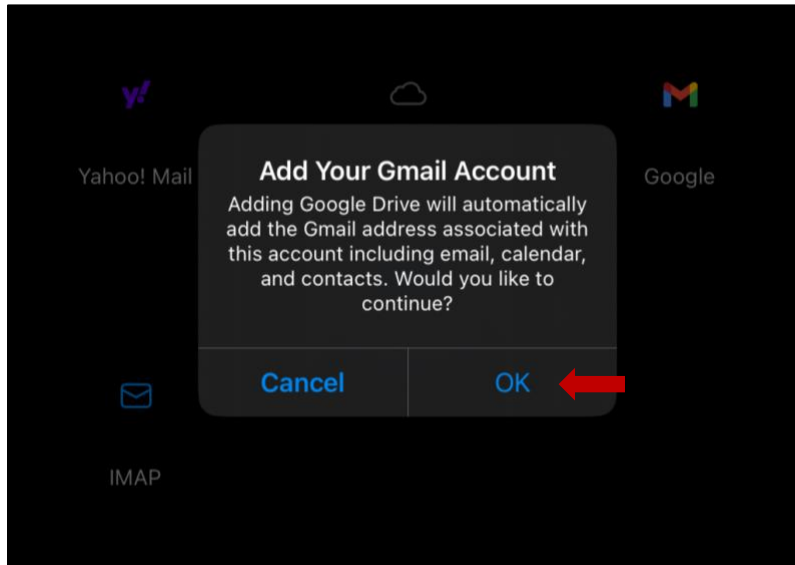 y!
Yahoo! Mail
Google
Add Your Gmail Account
Adding Google Drive will automatically
add the Gmail address associated with
this account including email, calendar,
and contacts. Would you like to
continue?
Cancel
OK
IMAP